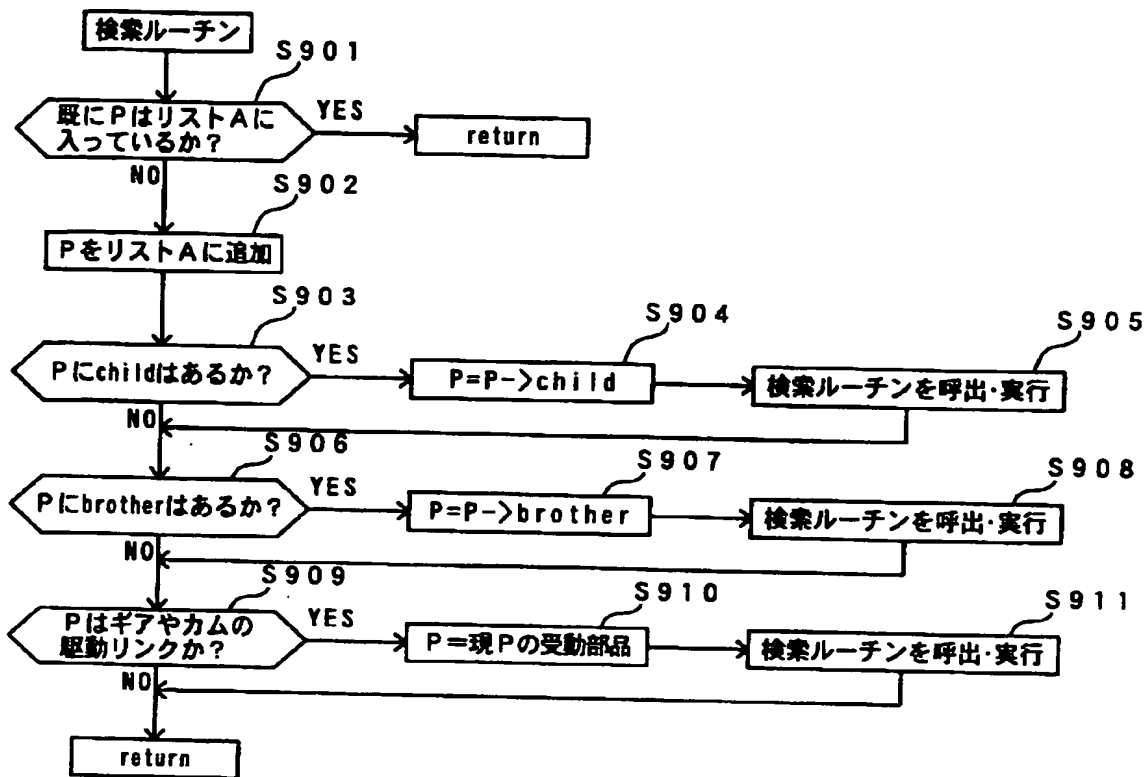 検索ルーチン
S901
既にPはリストAに
入っているか?
YES
return
NO
S902
PをリストAに追加
S903
Pにchildはあるか?
YES
S904
P=P->child
S905
検索ルーチンを呼出・実行
NO
S906
Pにbrotherはあるか?
YES
S907
P=P->brother
S908
検索ルーチンを呼出・実行
NO
S909
Pはギアやカムの
駆動リンクか?
YES
S910
P=現Pの受動部品
S911
検索ルーチンを呼出・実行
NO
return